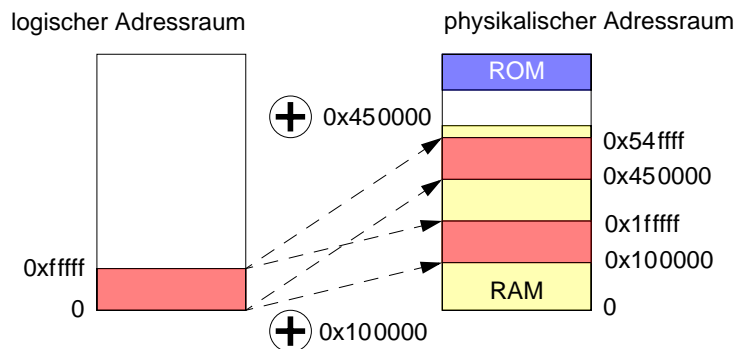 logischer Adressraum
physikalischer Adressraum
ROM
0x450000
0x54ffff
0x450000
0x1fffff
0xfffff
0x100000
0
RAM
0
0x100000